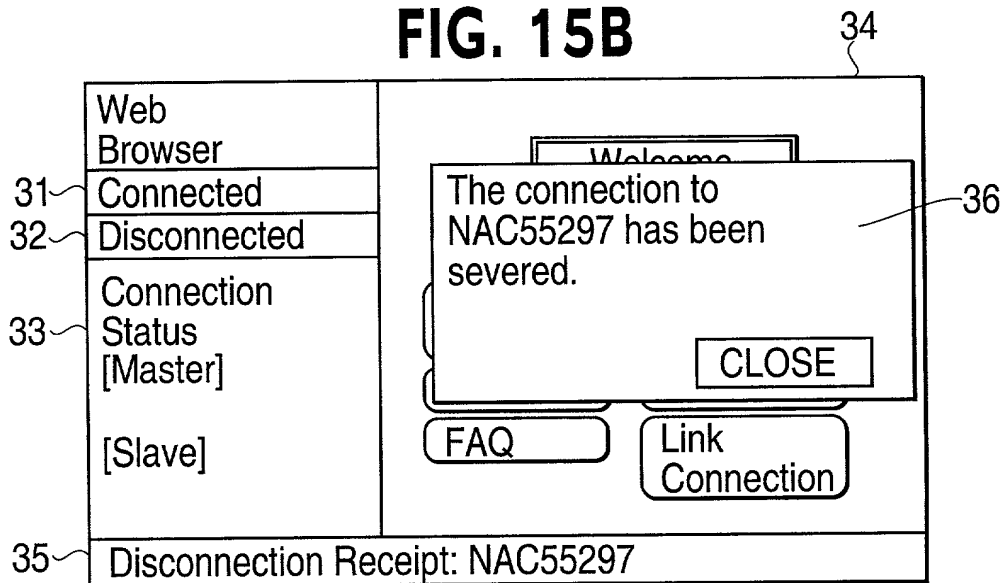 FIG. 15B
34
Web
Browser
31
Connected
32
Disconnected
33
Connection
Status
[Master]
[Slave]
Welcome
The connection to
NAC55297 has been
severed.
36
CLOSE
FAQ
Link
Connection
35
Disconnection Receipt: NAC55297